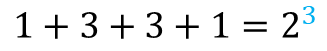 1 + 3 + 3 + 1 = 2³